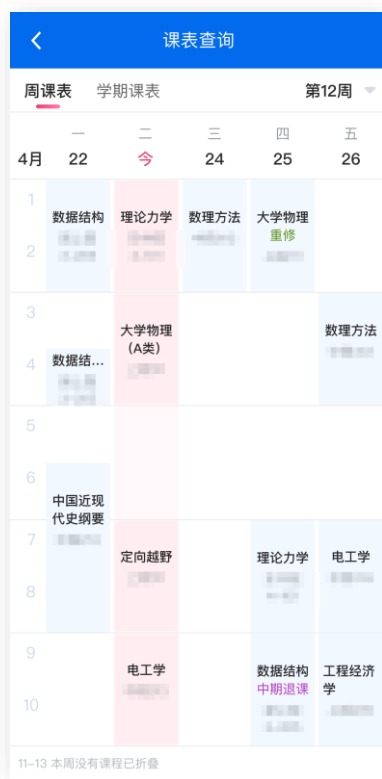 课表查询
周课表 学期课表 第12周
一 二 三 四 五
4月 22 今 24 25 26
1
数据结构 理论力学 数理方法 大学物理
重修
2
3
大学物理
(A类)
数理方法
4
数据结...
5
6
中国近现
代史纲要
7
定向越野 理论力学 电工学
8
9
电工学 数据结构
中期退课
工程经济
学
10
11-13 本周没有课程已折叠